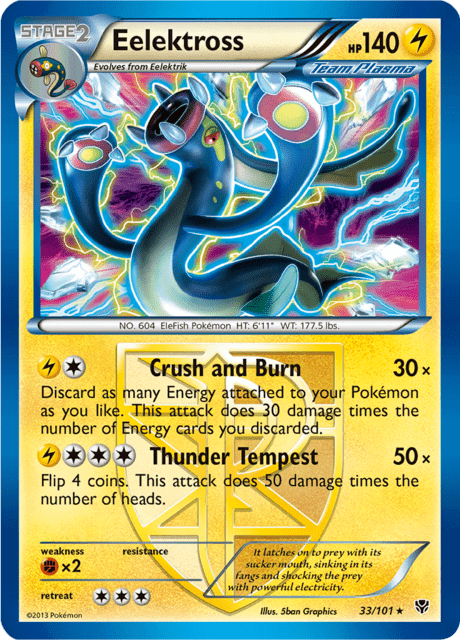 STAGE2
Eelektross
HP140
Evolves from Eelektrik
Team Plasma
NO. 604 EleFish Pokémon HT: 6'11" WT: 177.5 lbs.
Crush and Burn 30×
Discard as many Energy attached to your Pokémon
as you like. This attack does 30 damage times the
number of Energy cards you discarded.
Thunder Tempest 50×
Flip 4 coins. This attack does 50 damage times the
number of heads.
weakness resistance
×2
retreat
It latches on to prey with its
sucker mouth, sinking in its
fangs and shocking the prey
with powerful electricity.
©2013 Pokémon
Illus. 5ban Graphics 33/101 ★